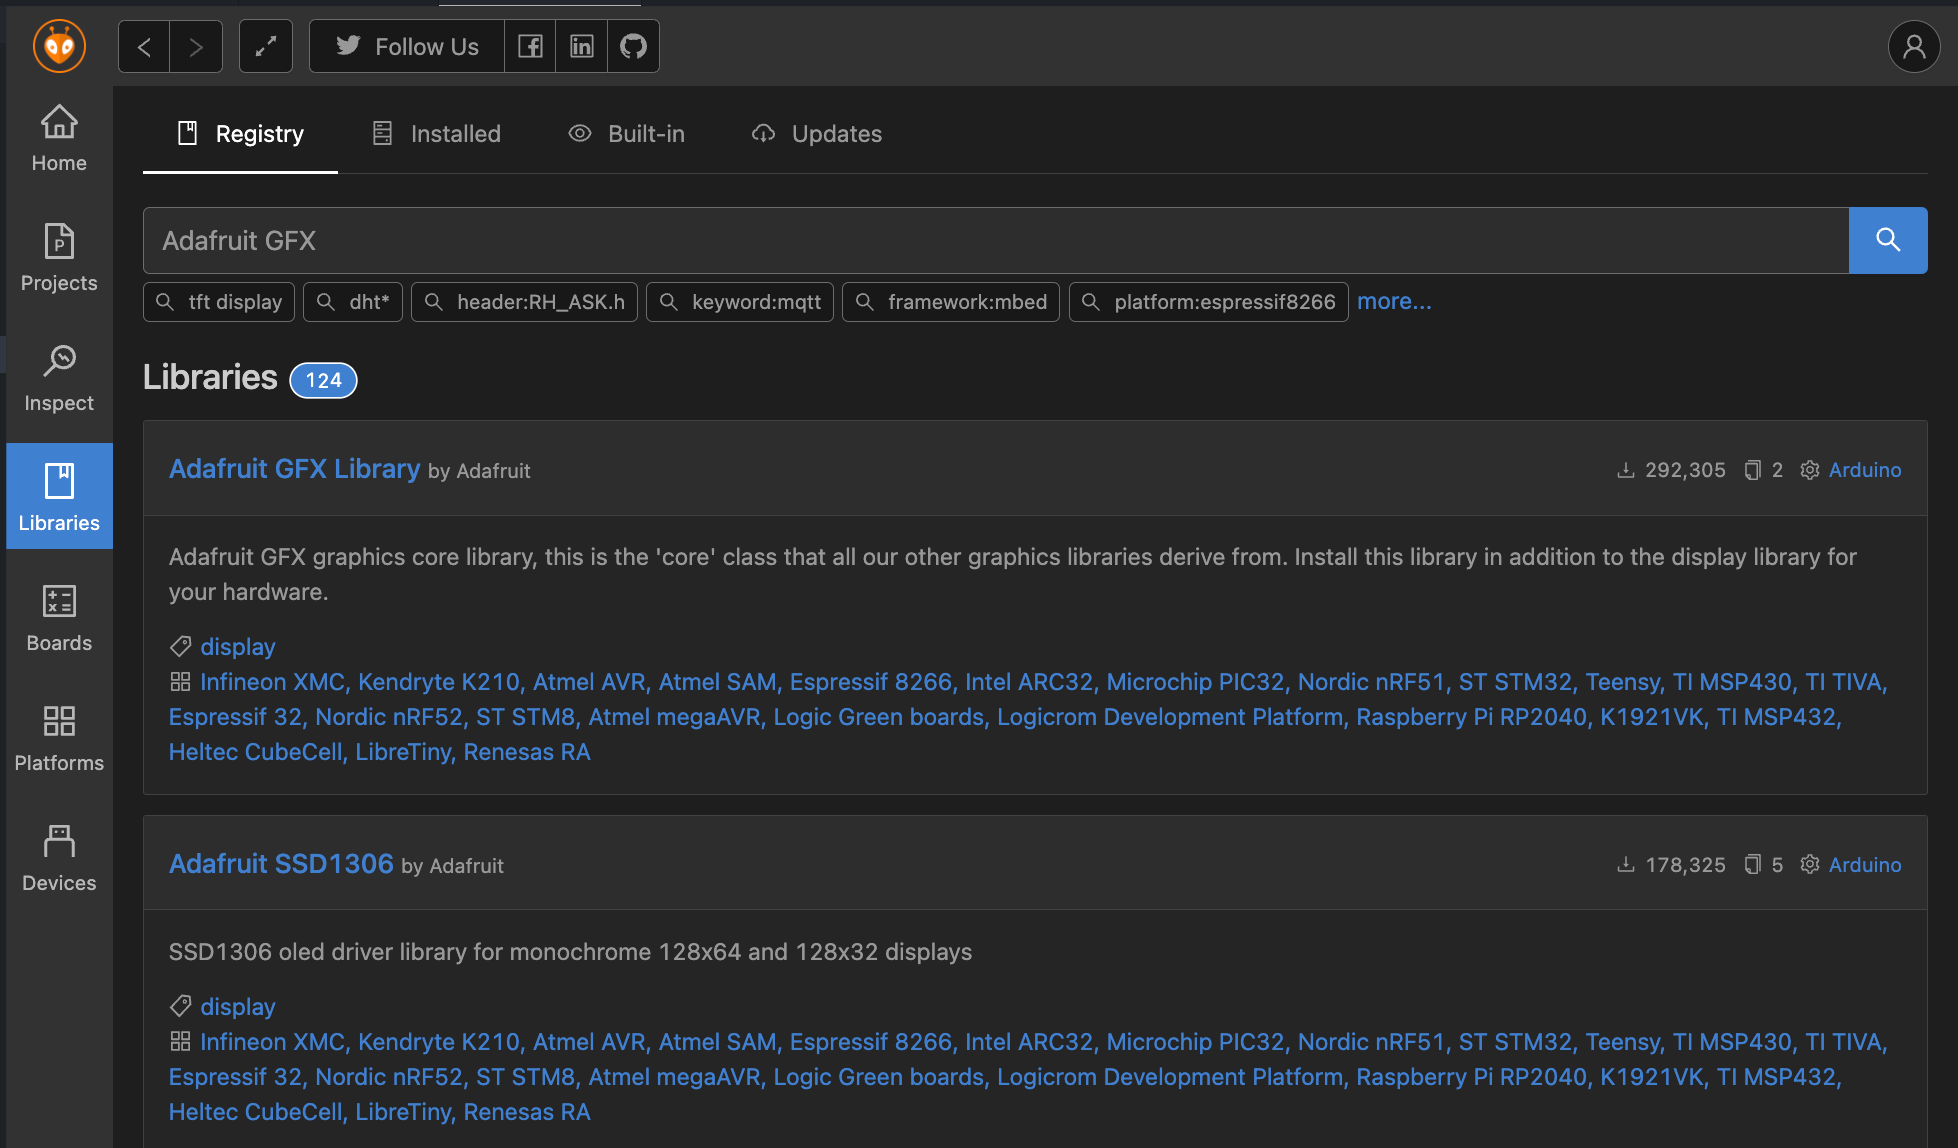 Follow Us
Home
Projects
Inspect
Libraries
Boards
Platforms
Devices
Registry Installed Built-in Updates
Adafruit GFX
tft display dht* header:RH_ASK.h keyword:mqtt framework:mbed platform:espressif8266 more...
Libraries 124
Adafruit GFX Library by Adafruit 292,305 2 Arduino
Adafruit GFX graphics core library, this is the 'core' class that all our other graphics libraries derive from. Install this library in addition to the display library for
your hardware.
display
Infineon XMC, Kendryte K210, Atmel AVR, Atmel SAM, Espressif 8266, Intel ARC32, Microchip PIC32, Nordic nRF51, ST STM32, Teensy, TI MSP430, TI TIVA,
Espressif 32, Nordic nRF52, ST STM8, Atmel megaAVR, Logic Green boards, Logicrom Development Platform, Raspberry Pi RP2040, K1921VK, TI MSP432,
Heltec CubeCell, LibreTiny, Renesas RA
Adafruit SSD1306 by Adafruit 178,325 5 Arduino
SSD1306 oled driver library for monochrome 128x64 and 128x32 displays
display
Infineon XMC, Kendryte K210, Atmel AVR, Atmel SAM, Espressif 8266, Intel ARC32, Microchip PIC32, Nordic nRF51, ST STM32, Teensy, TI MSP430, TI TIVA,
Espressif 32, Nordic nRF52, ST STM8, Atmel megaAVR, Logic Green boards, Logicrom Development Platform, Raspberry Pi RP2040, K1921VK, TI MSP432,
Heltec CubeCell, LibreTiny, Renesas RA